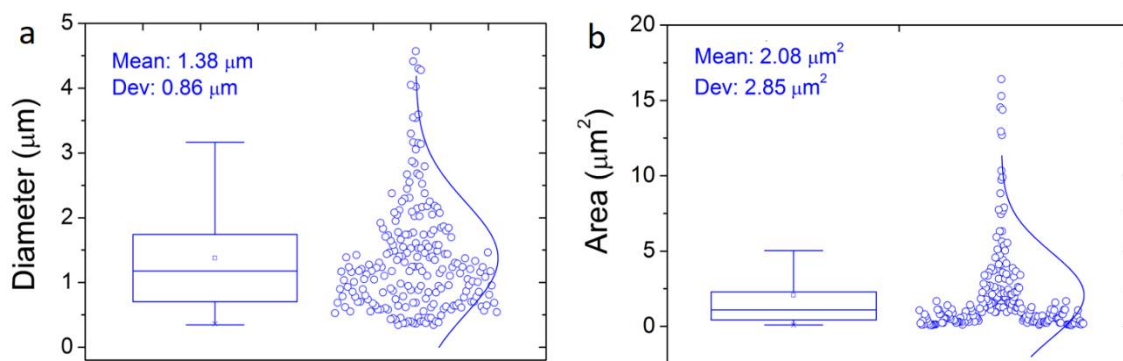 a
Mean: 1.38 μm
Dev: 0.86 μm
Diameter (μm)
5
4
3
2
1
0
b
Mean: 2.08 μm²
Dev: 2.85 μm²
Area (μm²)
20
15
10
5
0